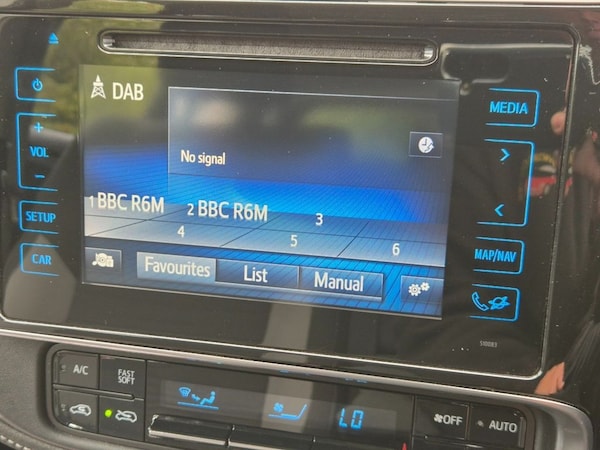 DAB
MEDIA
VOL
No signal
1 BBC R6M 2 BBC R6M 3
4 5 6
SETUP
CAR
MAP/NAV
Favourites List Manual
510083
A/C
FAST
SOFT
LO
OFF
AUTO